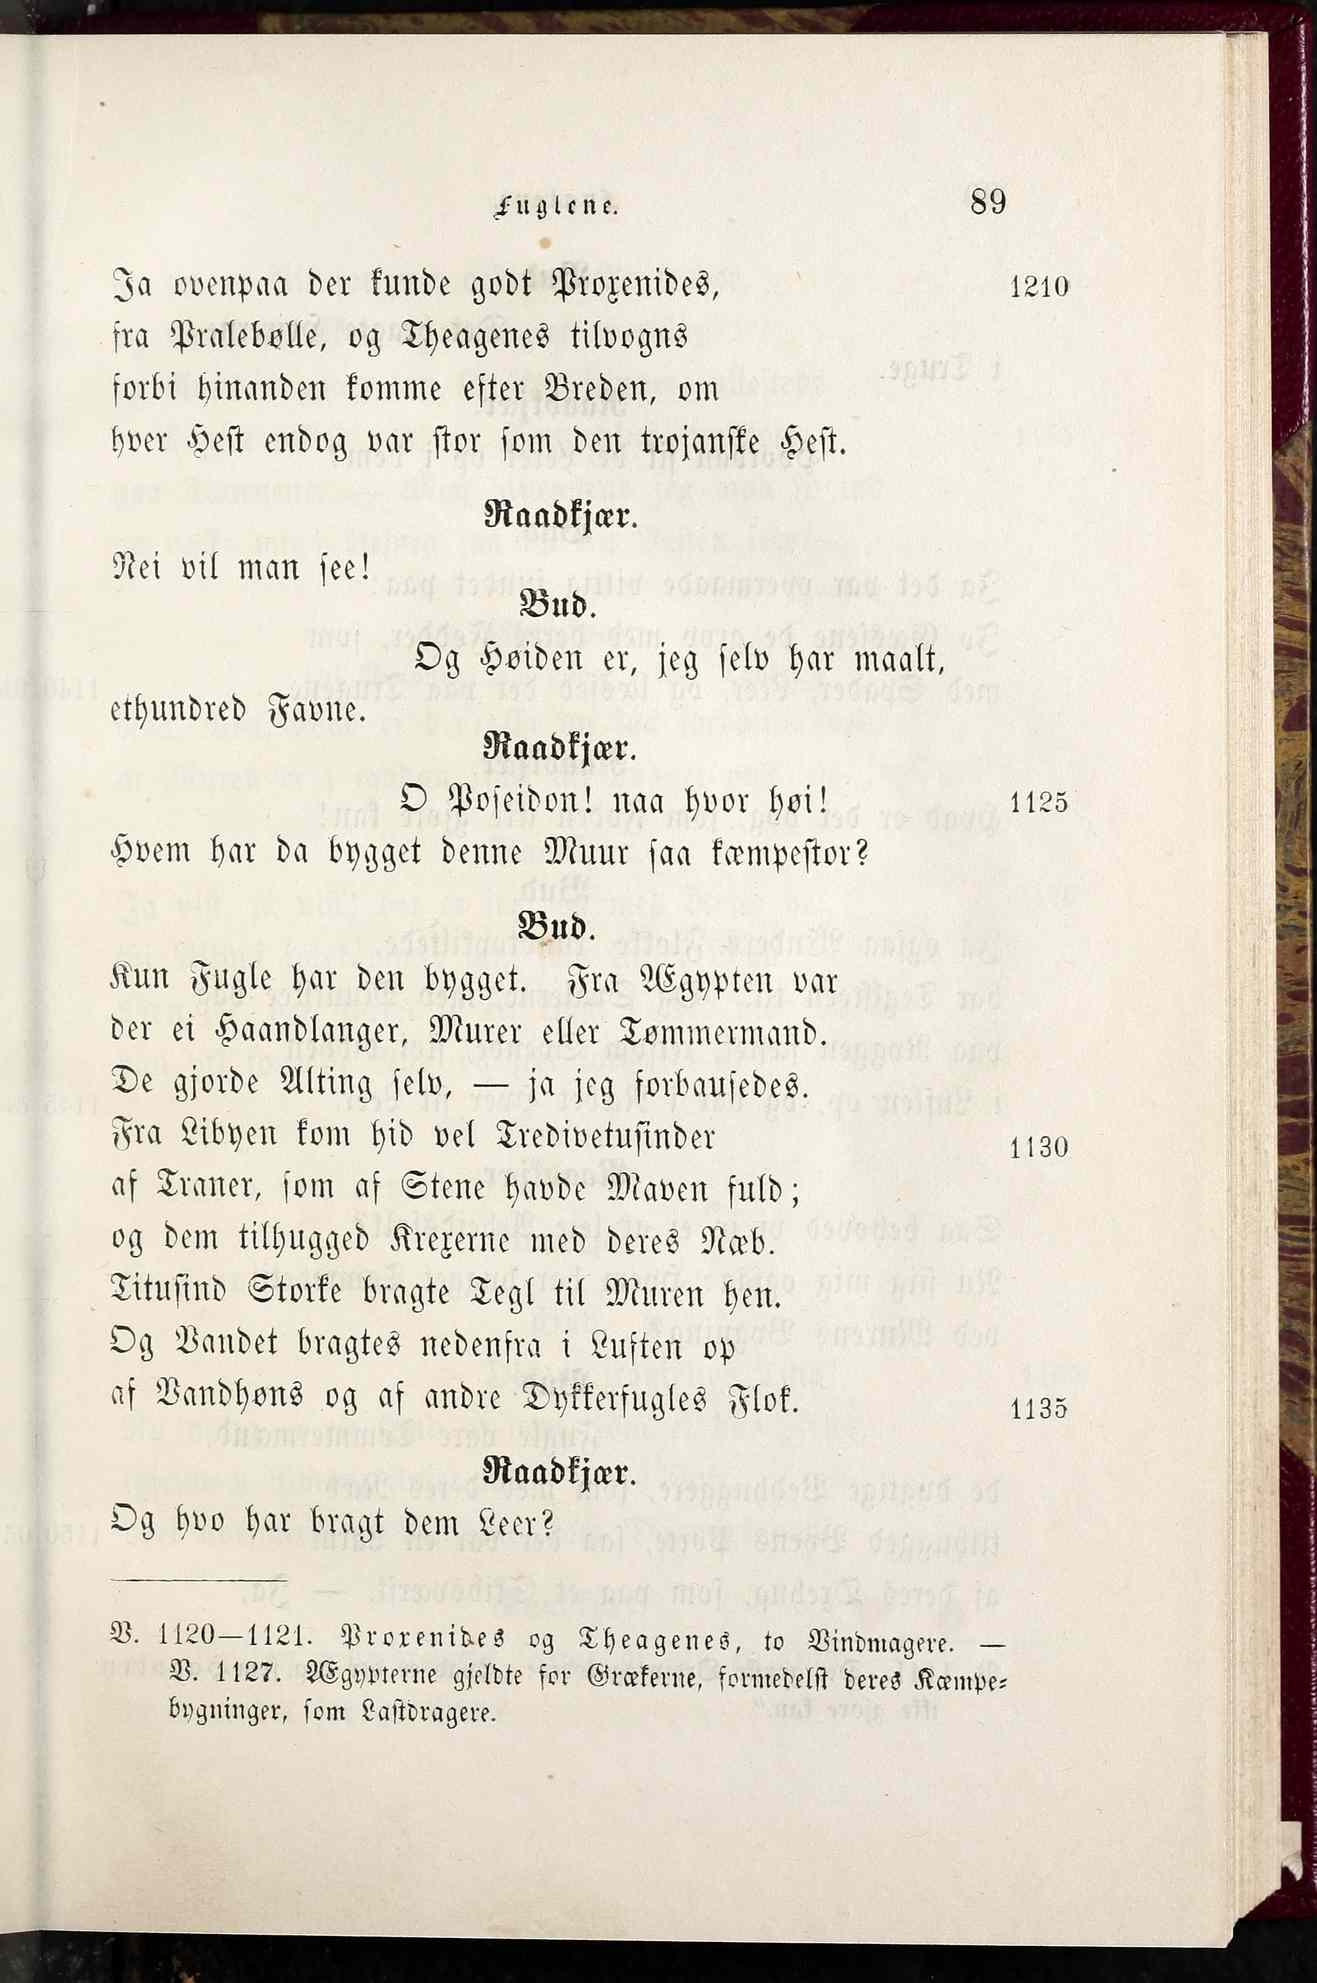 Fuglene. 89
Ja ovenpaa der kunde godt Proxenides, 1210
fra Pralebølle, og Theagenes tilvogns
forbi hinanden komme efter Breden, om
hver Hest endog var stor som den trojanske Hest.
Raadkjær.
Nei vil man see!
Bud.
Og Høiden er, jeg selv har maalt,
ethundred Favne.
Raadkjær.
O Poseidon! naa hvor høi! 1125
Hvem har da bygget denne Muur saa kæmpestor?
Bud.
Kun Fugle har den bygget. Fra Ægypten var
der ei Haandlanger, Murer eller Tømmermand.
De gjorde Alting selv, — ja jeg forbausedes.
Fra Libyen kom hid vel Tredivetusinder 1130
af Traner, som af Stene havde Maven fuld;
og dem tilhugged Krexerne med deres Næb.
Titusind Storke bragte Tegl til Muren hen.
Og Vandet bragtes nedenfra i Luften op
af Vandhøns og af andre Dykkerfugles Flok. 1135
Raadkjær.
Og hvo har bragt dem Leer?
V. 1120—1121. Proxenides og Theagenes, to Vindmagere. —
V. 1127. Ægypterne gjeldte for Grækerne, formedelst deres Kæmpe-
bygninger, som Lastdragere.